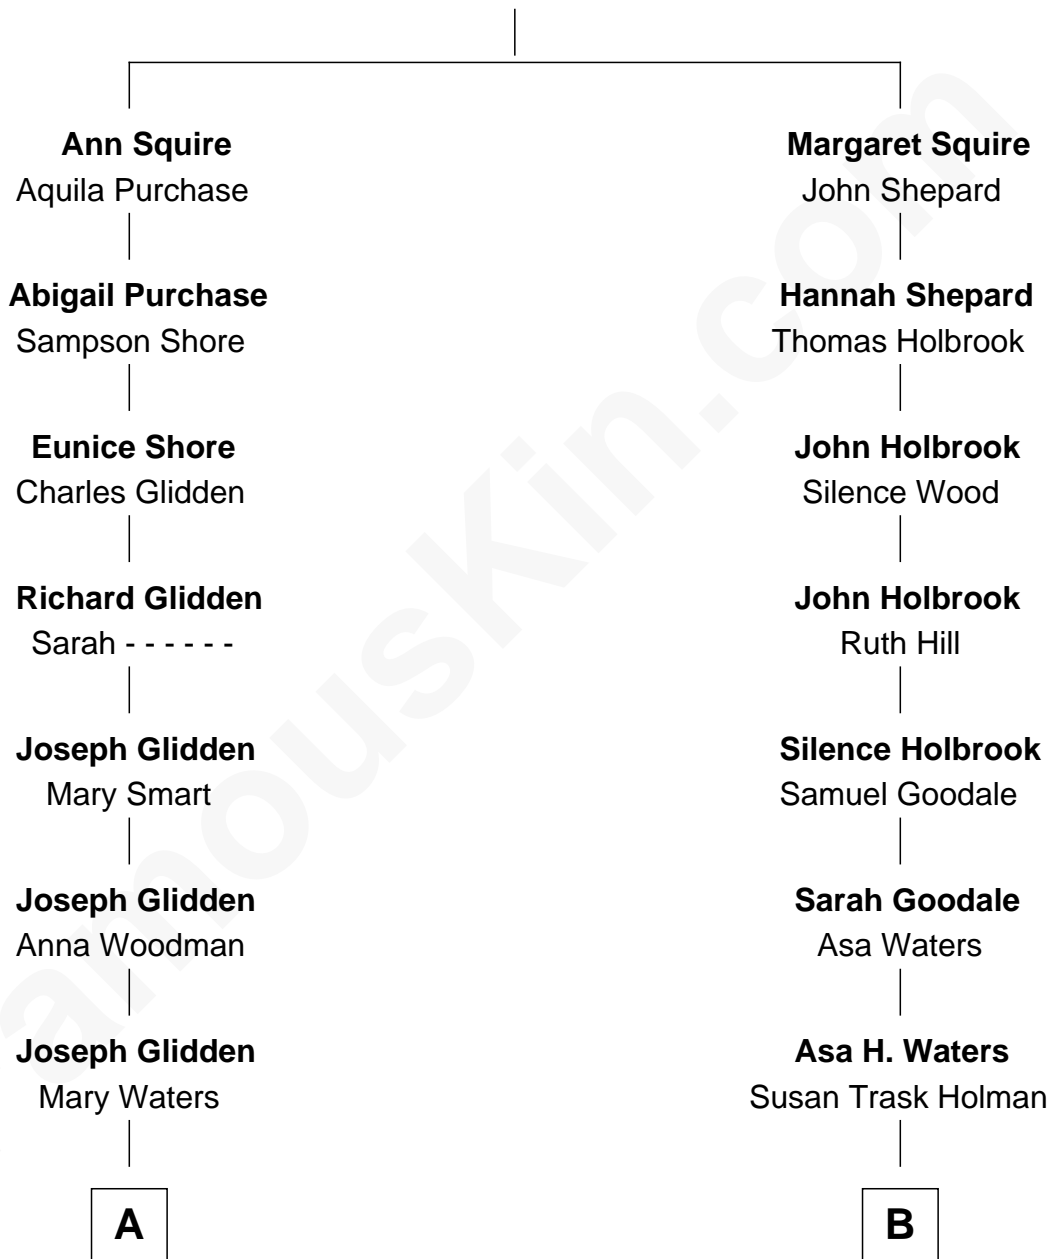 Ann Squire
Aquila Purchase
Abigail Purchase
Sampson Shore
Eunice Shore
Charles Glidden
Richard Glidden
Sarah - - - - - -
Joseph Glidden
Mary Smart
Joseph Glidden
Anna Woodman
Joseph Glidden
Mary Waters
A
Margaret Squire
John Shepard
Hannah Shepard
Thomas Holbrook
John Holbrook
Silence Wood
John Holbrook
Ruth Hill
Silence Holbrook
Samuel Goodale
Sarah Goodale
Asa Waters
Asa H. Waters
Susan Trask Holman
B
amousKin.com